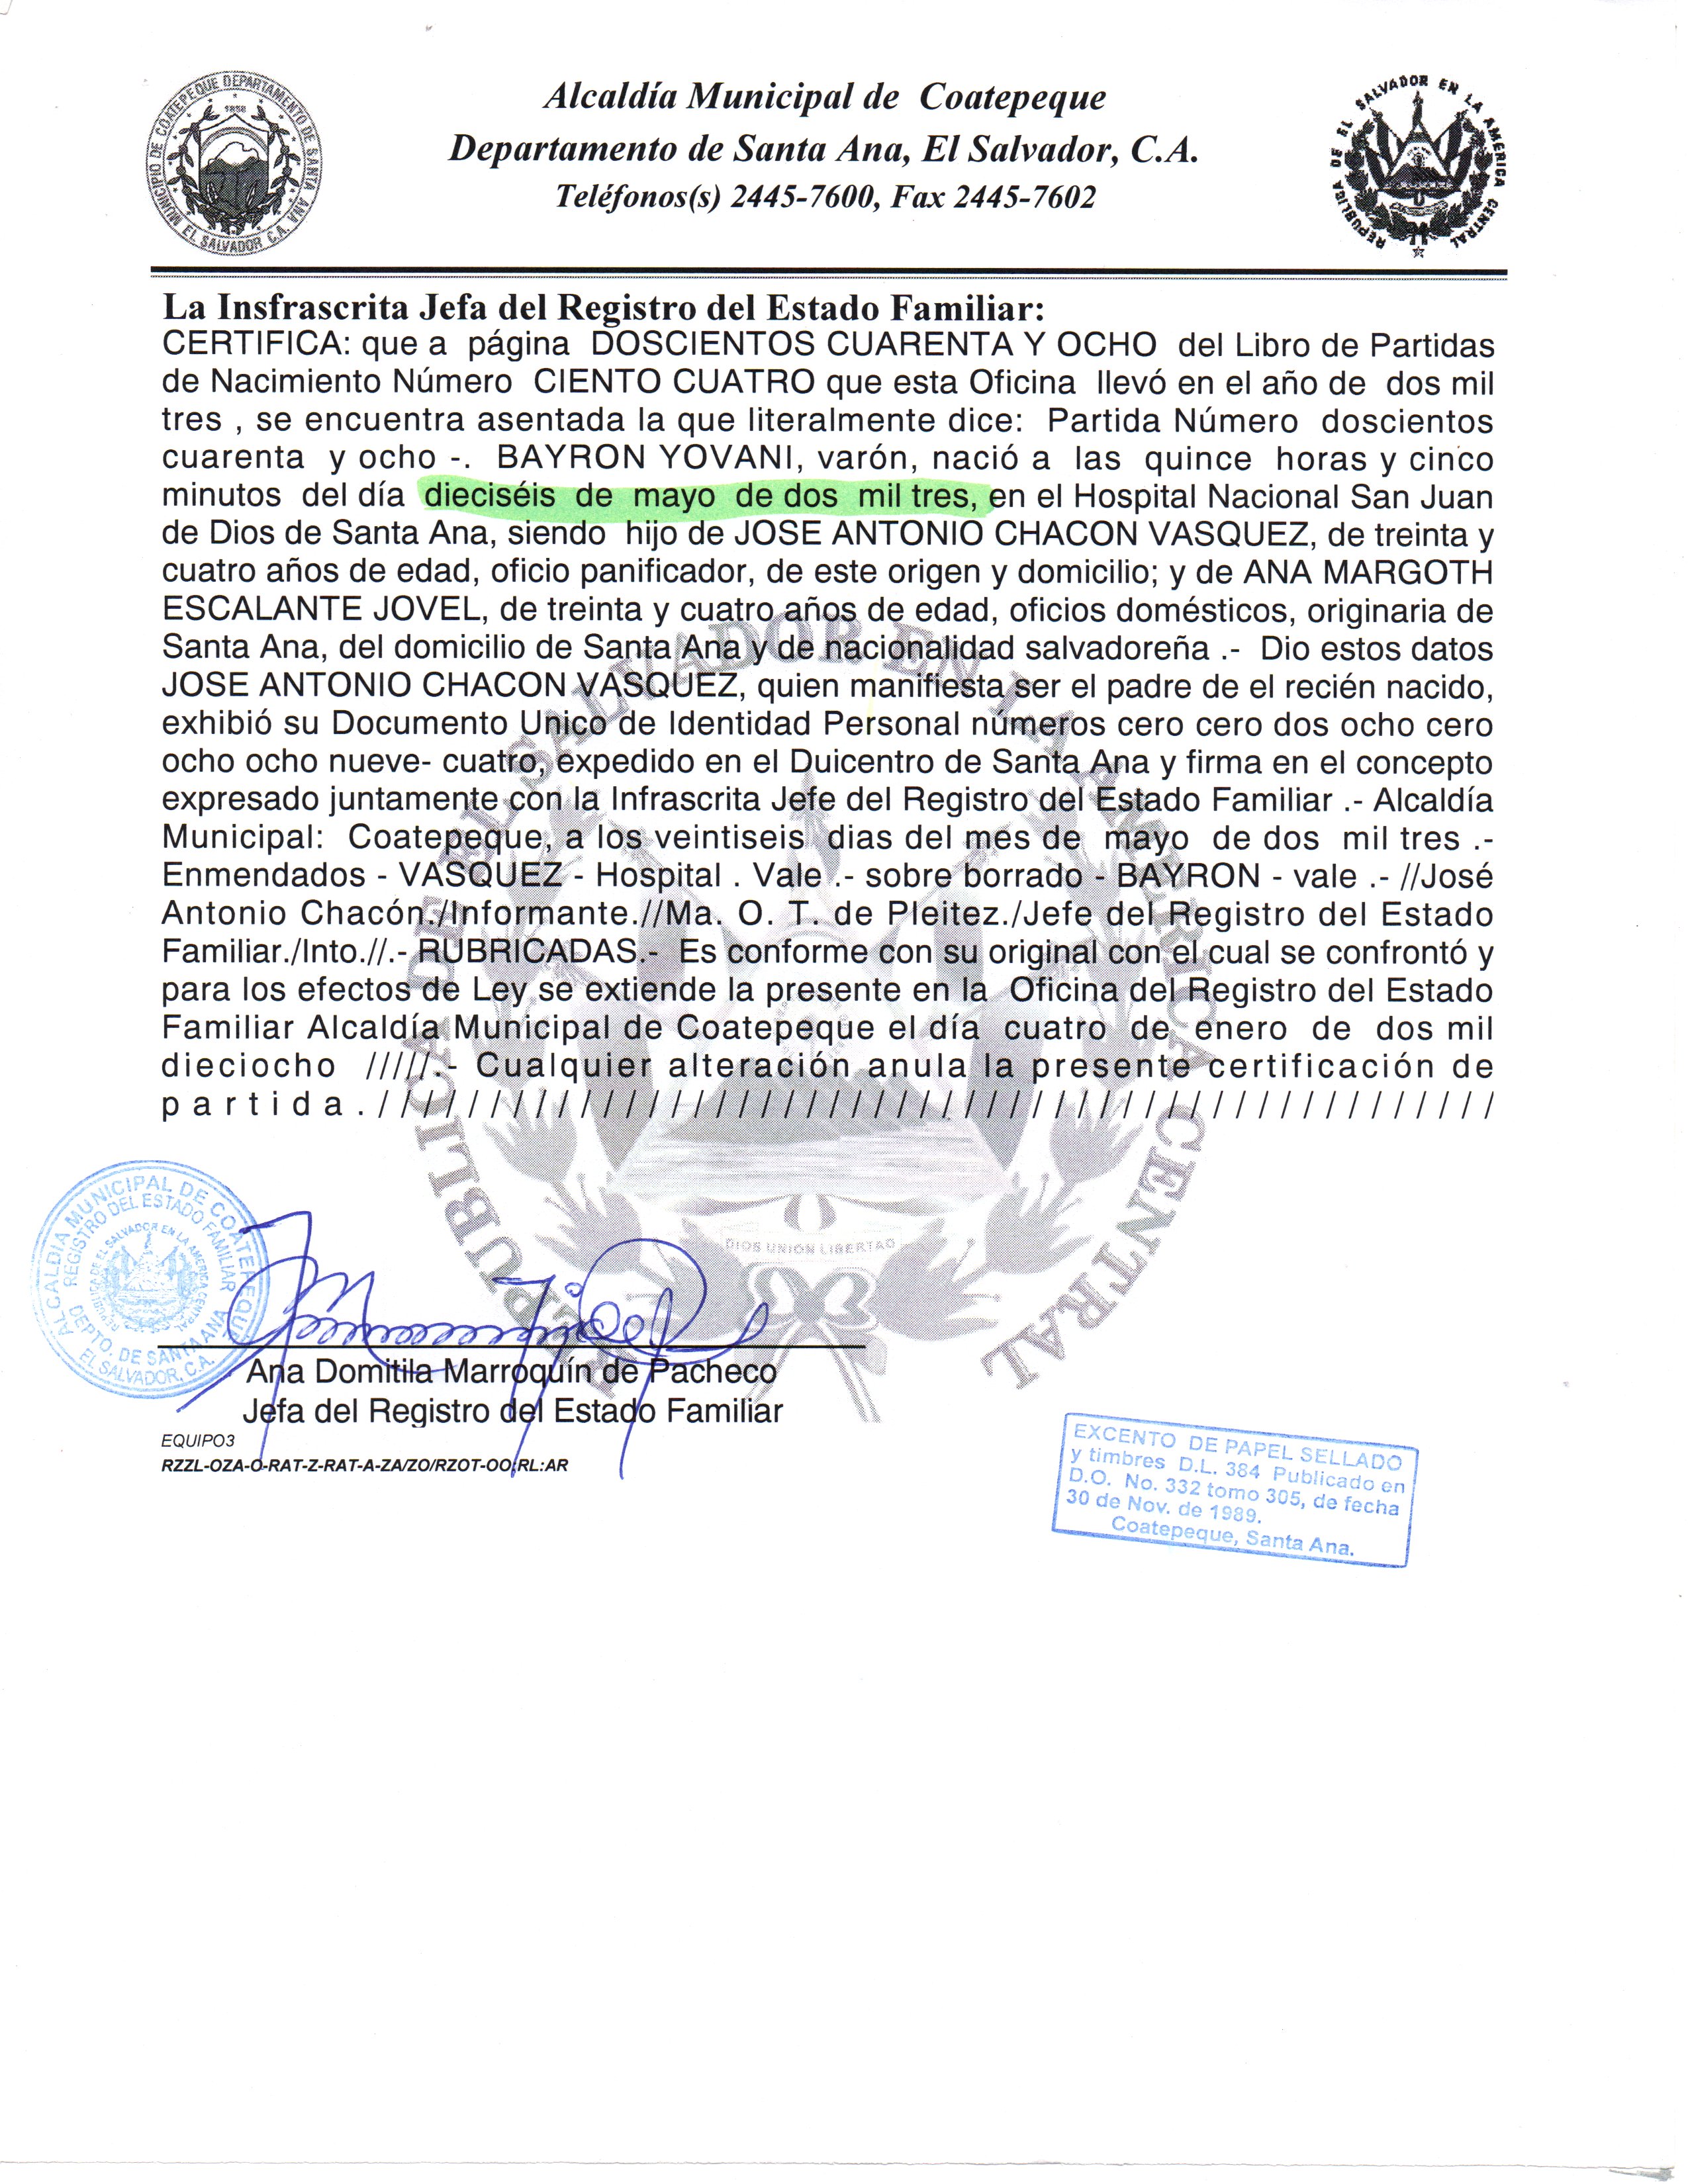 MUNICIPIO DE COATEPEQUE DEPARTAMENTO DE SANTA ANA
EL SALVADOR C.A.
Alcaldía Municipal de Coatepeque
Departamento de Santa Ana, El Salvador, C.A.
Teléfonos(s) 2445-7600, Fax 2445-7602
REPUBLICA DE EL SALVADOR EN LA AMERICA CENTRAL
La Insfrascrita Jefa del Registro del Estado Familiar:
CERTIFICA: que a página DOSCIENTOS CUARENTA Y OCHO del Libro de Partidas
de Nacimiento Número CIENTO CUATRO que esta Oficina llevó en el año de dos mil
tres , se encuentra asentada la que literalmente dice: Partida Número doscientos
cuarenta y ocho -. BAYRON YOVANI, varón, nació a las quince horas y cinco
minutos del día dieciséis de mayo de dos mil tres, en el Hospital Nacional San Juan
de Dios de Santa Ana, siendo hijo de JOSE ANTONIO CHACON VASQUEZ, de treinta y
cuatro años de edad, oficio panificador, de este origen y domicilio; y de ANA MARGOTH
ESCALANTE JOVEL, de treinta y cuatro años de edad, oficios domésticos, originaria de
Santa Ana, del domicilio de Santa Ana y de nacionalidad salvadoreña .- Dio estos datos
JOSE ANTONIO CHACON VASQUEZ, quien manifiesta ser el padre de el recién nacido,
exhibió su Documento Unico de Identidad Personal números cero cero dos ocho cero
ocho ocho nueve- cuatro, expedido en el Duicentro de Santa Ana y firma en el concepto
expresado juntamente con la Infrascrita Jefe del Registro del Estado Familiar .- Alcaldía
Municipal: Coatepeque, a los veintiseis dias del mes de mayo de dos mil tres .-
Enmendados - VASQUEZ - Hospital . Vale .- sobre borrado - BAYRON - vale .- //José
Antonio Chacón./Informante.//Ma. O. T. de Pleitez./Jefe del Registro del Estado
Familiar./Into.//.- RUBRICADAS.- Es conforme con su original con el cual se confrontó y
para los efectos de Ley se extiende la presente en la Oficina del Registro del Estado
Familiar Alcaldía Municipal de Coatepeque el día cuatro de enero de dos mil
dieciocho /////.- Cualquier alteración anula la presente certificación de
partida.//////////////////////////////////////////////////
REPUBLICA DE EL SALVADOR EN LA AMERICA CENTRAL
DIOS UNION LIBERTAD
ALCALDIA MUNICIPAL DE COATEPEQUE
REGISTRO DEL ESTADO FAMILIAR
DEPTO. DE SANTA ANA
EL SALVADOR, C.A.
Ana Domitila Marroquín de Pacheco
Jefa del Registro del Estado Familiar
EQUIPO3
RZZL-OZA-O-RAT-Z-RAT-A-ZA/ZO/RZOT-OO:RL:AR
EXCENTO DE PAPEL SELLADO
y timbres D.L. 384 Publicado en
D.O. No. 332 tomo 305, de fecha
30 de Nov. de 1989.
Coatepeque, Santa Ana.